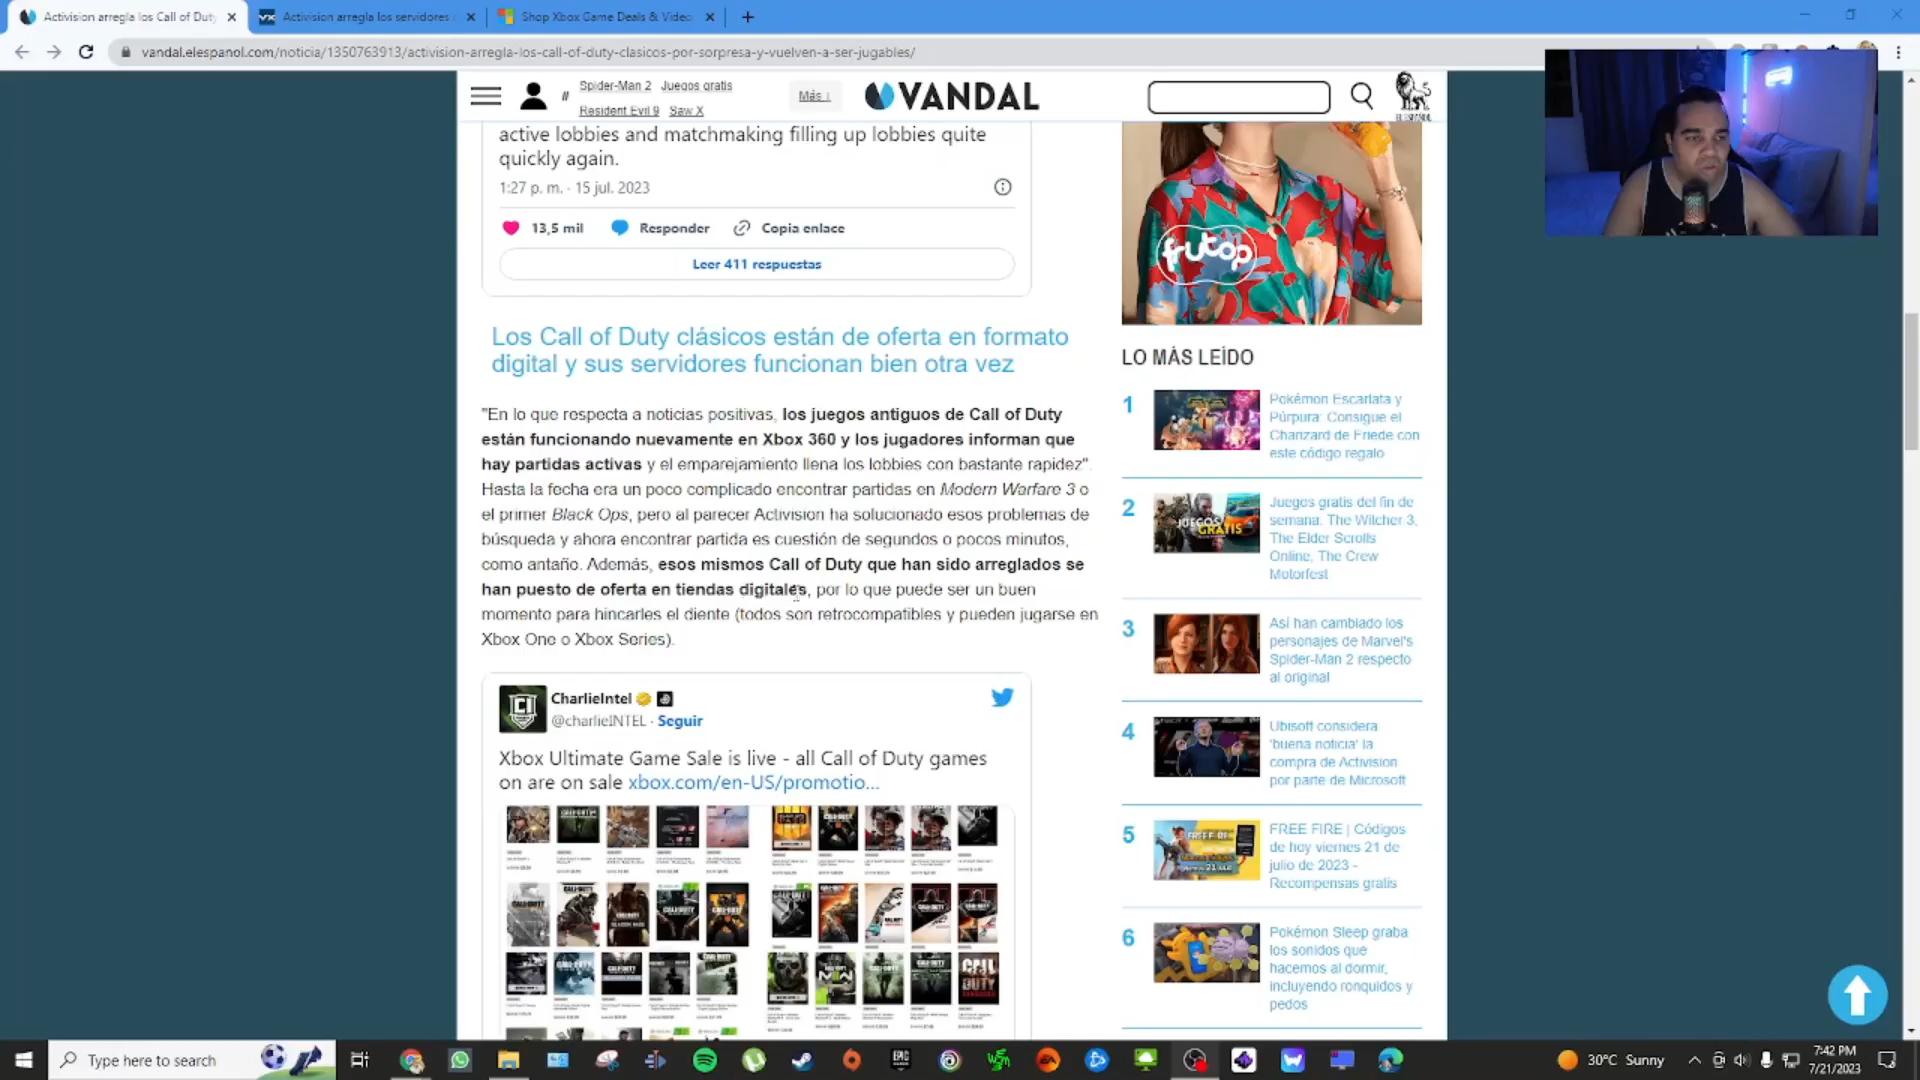 Activision arregla los Call of Duty
Activision arregla los servidores
Shop Xbox Game Deals & Video
vandal.elespanol.com/noticia/1350763913/activision-arregla-los-call-of-duty-clasicos-por-sorpresa-y-vuelven-a-ser-jugables/
# Spider-Man 2 Juegos gratis
Resident Evil 9 Saw X
Más ↓
VANDAL
EL ESPAÑOL
active lobbies and matchmaking filling up lobbies quite
quickly again.
1:27 p. m. · 15 jul. 2023
13,5 mil Responder Copia enlace
Leer 411 respuestas
Los Call of Duty clásicos están de oferta en formato
digital y sus servidores funcionan bien otra vez
"En lo que respecta a noticias positivas, los juegos antiguos de Call of Duty
están funcionando nuevamente en Xbox 360 y los jugadores informan que
hay partidas activas y el emparejamiento llena los lobbies con bastante rapidez".
Hasta la fecha era un poco complicado encontrar partidas en Modern Warfare 3 o
el primer Black Ops, pero al parecer Activision ha solucionado esos problemas de
búsqueda y ahora encontrar partida es cuestión de segundos o pocos minutos,
como antaño. Además, esos mismos Call of Duty que han sido arreglados se
han puesto de oferta en tiendas digitales, por lo que puede ser un buen
momento para hincarles el diente (todos son retrocompatibles y pueden jugarse en
Xbox One o Xbox Series).
CharlieIntel
@charlieINTEL · Seguir
Xbox Ultimate Game Sale is live - all Call of Duty games
on are on sale xbox.com/en-US/promotio...
frutop
LO MÁS LEÍDO
1
Pokémon Escarlata y
Púrpura: Consigue el
Charizard de Friede con
este código regalo
2
JUEGOS
GRATIS
Juegos gratis del fin de
semana: The Witcher 3,
The Elder Scrolls
Online, The Crew
Motorfest
3
Así han cambiado los
personajes de Marvel's
Spider-Man 2 respecto
al original
4
Ubisoft considera
'buena noticia' la
compra de Activision
por parte de Microsoft
5
FREE FIRE
FREE FIRE | Códigos
de hoy viernes 21 de
julio de 2023 -
Recompensas gratis
6
Pokémon Sleep graba
los sonidos que
hacemos al dormir,
incluyendo ronquidos y
pedos
Type here to search
30°C Sunny
7:42 PM
7/21/2023